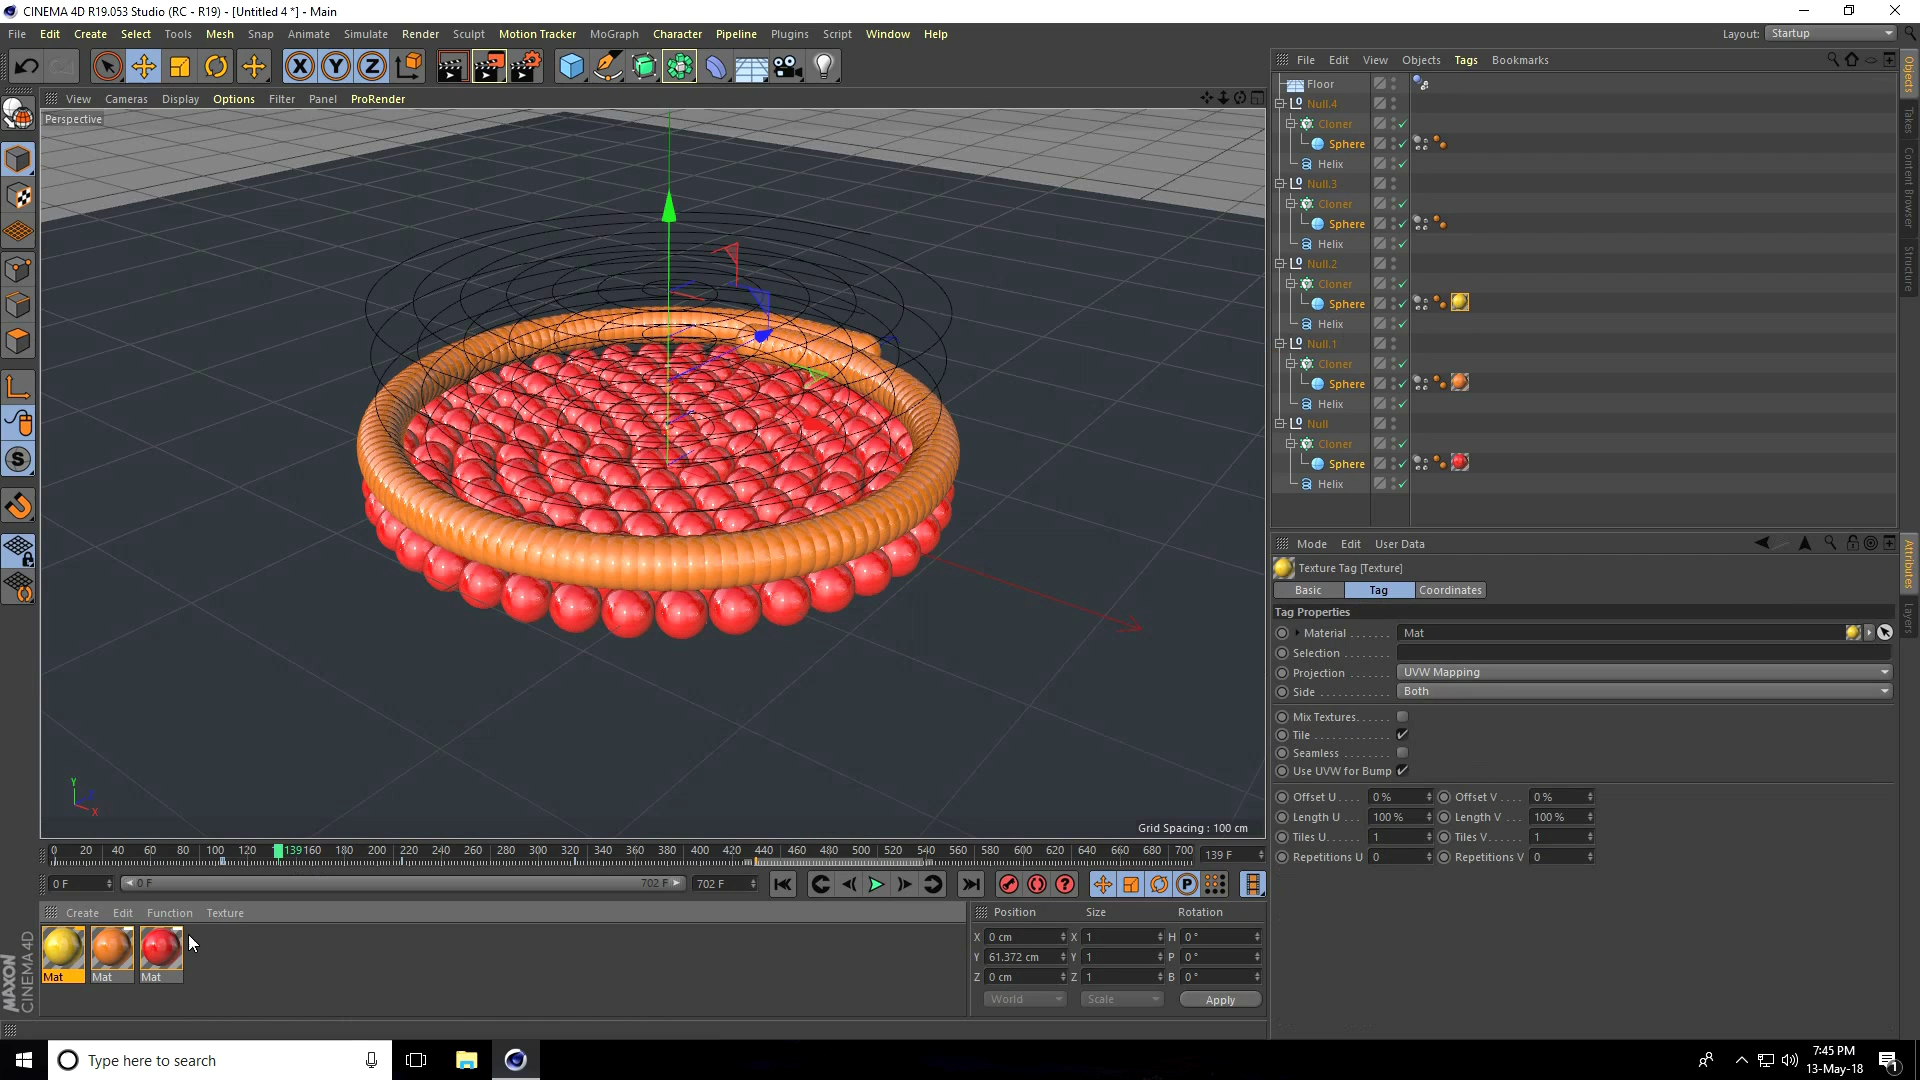 CINEMA 4D R19.053 Studio (RC - R19) - [Untitled 4 *] - Main
File Edit Create Select Tools Mesh Snap Animate Simulate Render Sculpt Motion Tracker MoGraph Character Pipeline Plugins Script Window Help
Layout: Startup
View Cameras Display Options Filter Panel ProRender
Perspective
Y
X
Grid Spacing : 100 cm
0 20 40 60 80 100 120 139 160 180 200 220 240 260 280 300 320 340 360 380 400 420 440 460 480 500 520 540 560 580 600 620 640 660 680 700
139 F
0 F
0 F
702 F
702 F
Create Edit Function Texture
Mat
Mat
Mat
MAXON
CINEMA 4D
Position Size Rotation
X 0 cm X 1 H 0 °
Y 61.372 cm Y 1 P 0 °
Z 0 cm Z 1 B 0 °
World Scale Apply
File Edit View Objects Tags Bookmarks
Floor
Null.4
Cloner
Sphere
Helix
Null.3
Cloner
Sphere
Helix
Null.2
Cloner
Sphere
Helix
Null.1
Cloner
Sphere
Helix
Null
Cloner
Sphere
Helix
Objects
Takes
Content Browser
Structure
Mode Edit User Data
Texture Tag [Texture]
Basic Tag Coordinates
Tag Properties
Material Mat
Selection
Projection UVW Mapping
Side Both
Mix Textures
Tile
Seamless
Use UVW for Bump
Offset U 0 % Offset V 0 %
Length U 100 % Length V 100 %
Tiles U 1 Tiles V 1
Repetitions U 0 Repetitions V 0
Attributes
Layers
Type here to search
7:45 PM
13-May-18
1